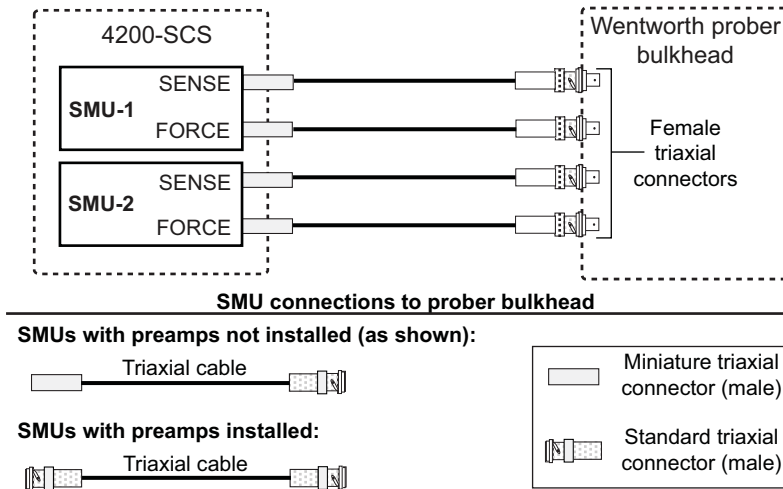 4200-SCS
Wentworth prober
bulkhead
SMU-1
SENSE
FORCE
SMU-2
SENSE
FORCE
Female
triaxial
connectors
SMU connections to prober bulkhead
SMUs with preamps not installed (as shown):
Triaxial cable
SMUs with preamps installed:
Triaxial cable
Miniature triaxial
connector (male)
Standard triaxial
connector (male)